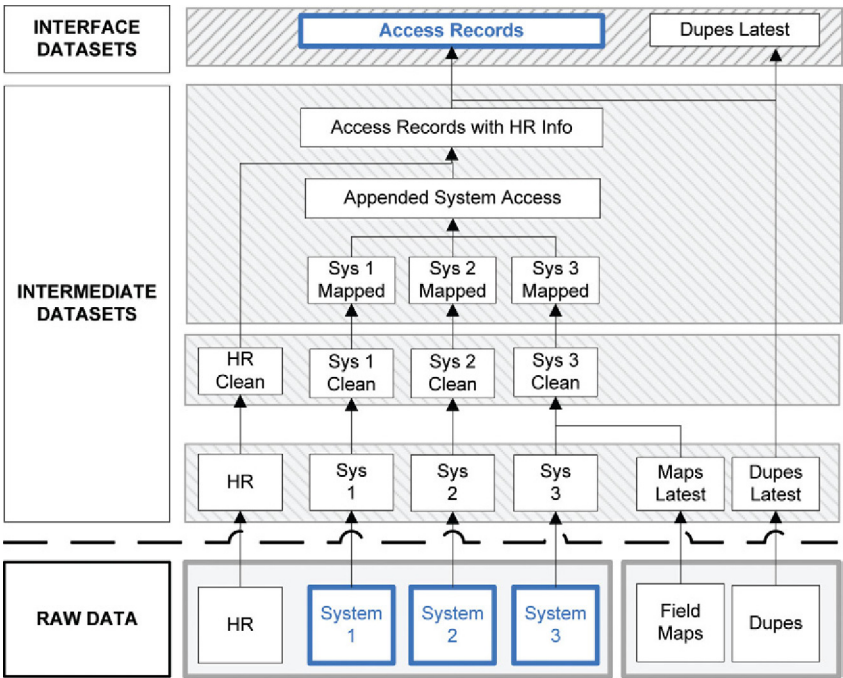 INTERFACE
DATASETS
Access Records
Dupes Latest
INTERMEDIATE
DATASETS
Access Records with HR Info
Appended System Access
Sys 1
Mapped
Sys 2
Mapped
Sys 3
Mapped
HR
Clean
Sys 1
Clean
Sys 2
Clean
Sys 3
Clean
HR
Sys
1
Sys
2
Sys
3
Maps
Latest
Dupes
Latest
RAW DATA
HR
System
1
System
2
System
3
Field
Maps
Dupes